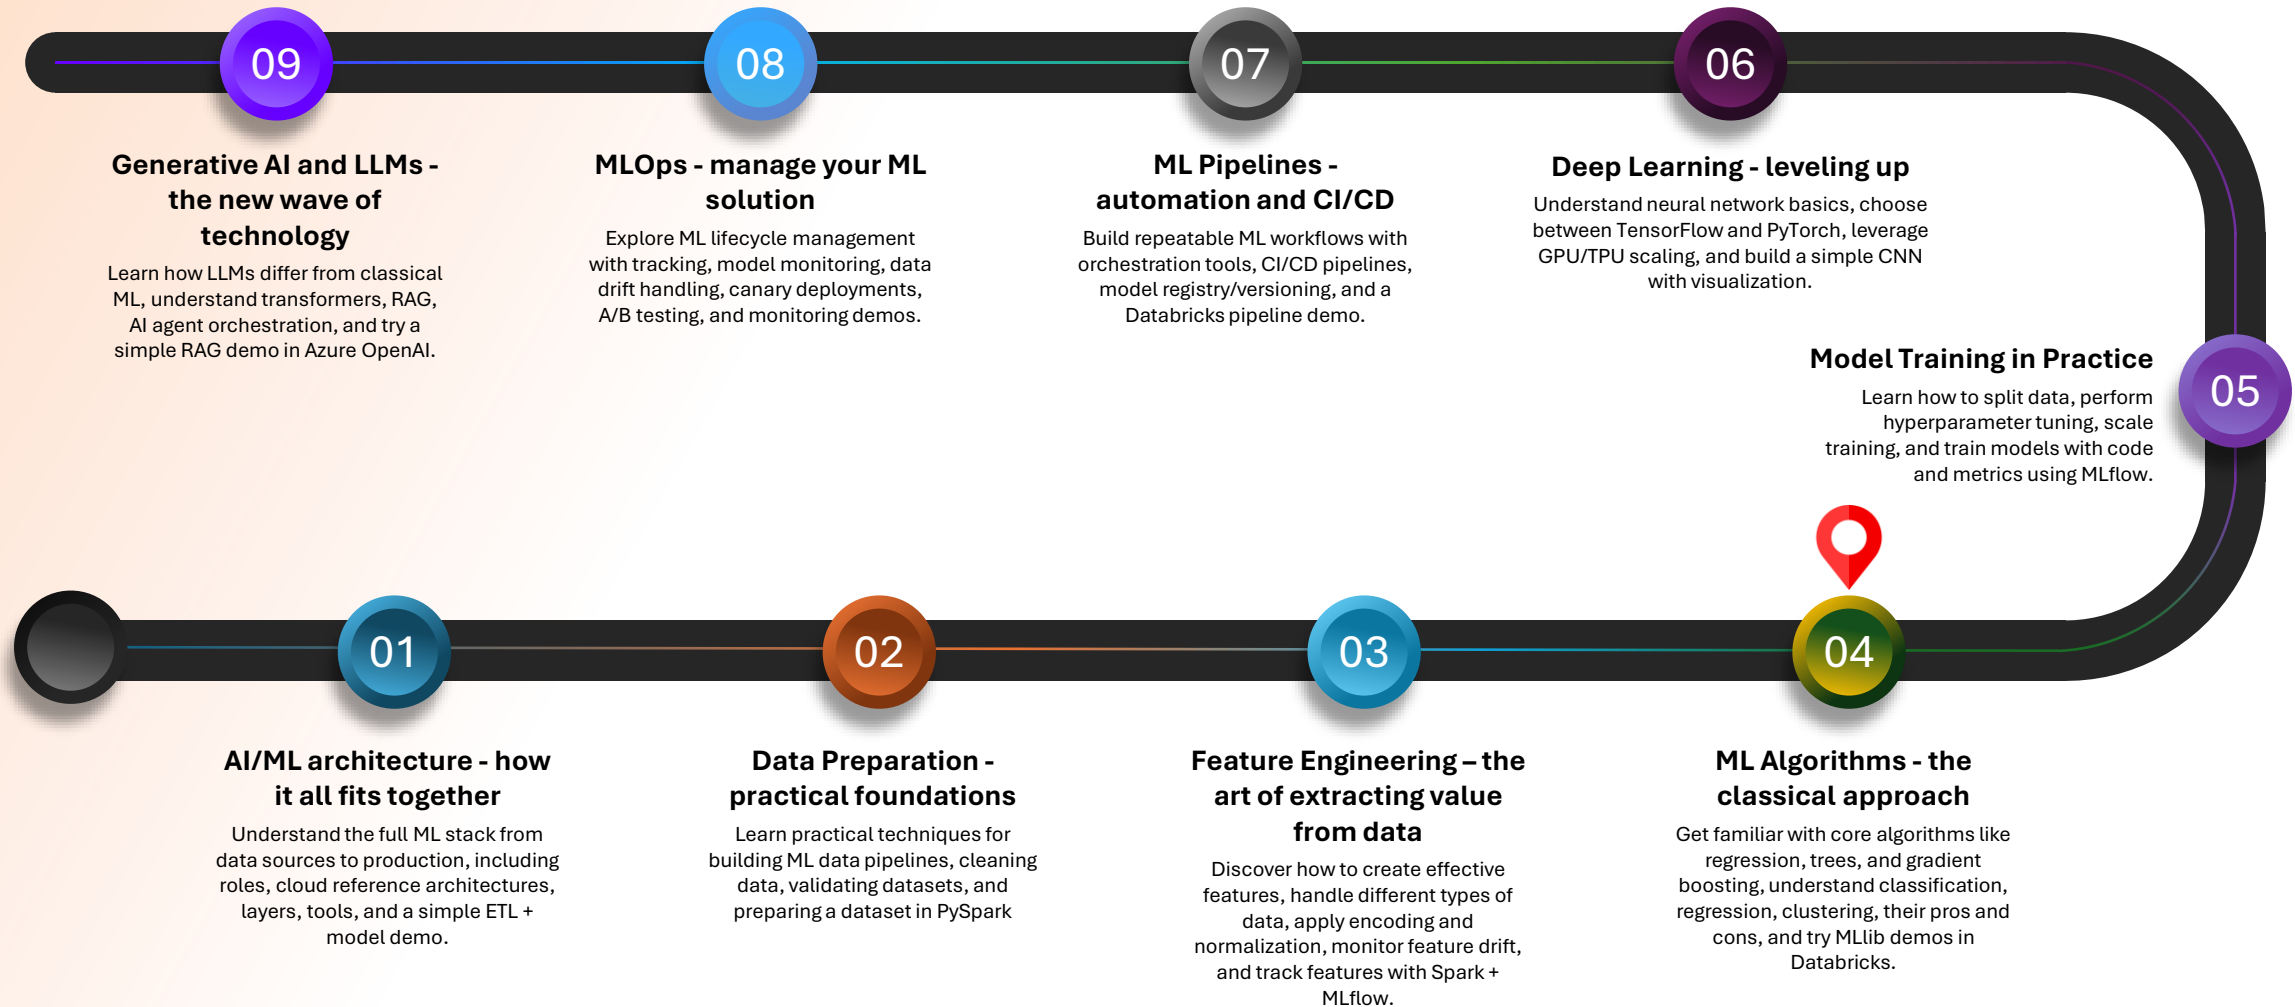 09
08
07
06
Generative AI and LLMs -
the new wave of
technology
Learn how LLMs differ from classical
ML, understand transformers, RAG,
AI agent orchestration, and try a
simple RAG demo in Azure OpenAI.
MLOps - manage your ML
solution
Explore ML lifecycle management
with tracking, model monitoring, data
drift handling, canary deployments,
A/B testing, and monitoring demos.
ML Pipelines -
automation and CI/CD
Build repeatable ML workflows with
orchestration tools, CI/CD pipelines,
model registry/versioning, and a
Databricks pipeline demo.
Deep Learning - leveling up
Understand neural network basics, choose
between TensorFlow and PyTorch, leverage
GPU/TPU scaling, and build a simple CNN
with visualization.
Model Training in Practice
Learn how to split data, perform
hyperparameter tuning, scale
training, and train models with code
and metrics using MLflow.
05
01
02
03
04
AI/ML architecture - how
it all fits together
Understand the full ML stack from
data sources to production, including
roles, cloud reference architectures,
layers, tools, and a simple ETL +
model demo.
Data Preparation -
practical foundations
Learn practical techniques for
building ML data pipelines, cleaning
data, validating datasets, and
preparing a dataset in PySpark
Feature Engineering – the
art of extracting value
from data
Discover how to create effective
features, handle different types of
data, apply encoding and
normalization, monitor feature drift,
and track features with Spark +
MLflow.
ML Algorithms - the
classical approach
Get familiar with core algorithms like
regression, trees, and gradient
boosting, understand classification,
regression, clustering, their pros and
cons, and try MLlib demos in
Databricks.